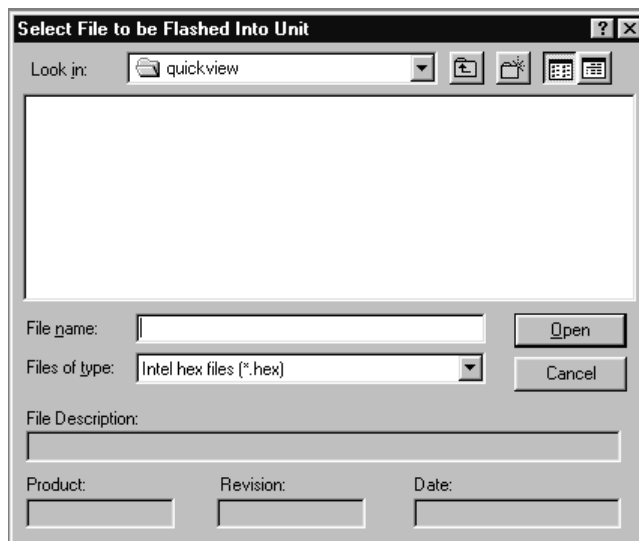 Select File to be Flashed Into Unit
Look in: quickview
File name:
Open
Files of type: Intel hex files (*.hex)
Cancel
File Description:
Product: Revision: Date: